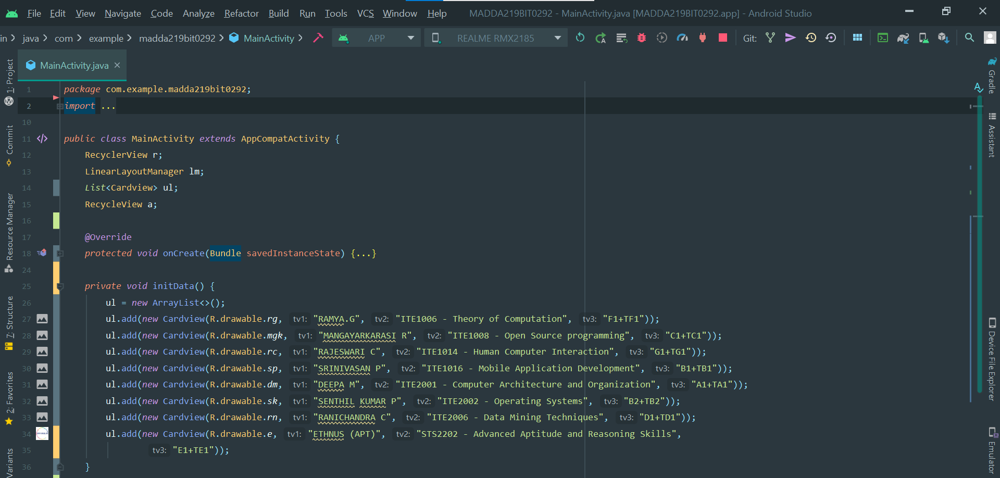 File Edit View Navigate Code Analyze Refactor Build Run Tools VCS Window Help MADDA219BIT0292 - MainActivity.java [MADDA219BIT0292.app] - Android Studio
in java com example madda219bit0292 MainActivity APP REALME RMX2185 Git:
MainActivity.java
1: Project
Commit
Resource Manager
7: Structure
2: Favorites
Variants
1 package com.example.madda219bit0292;
2 import ...
10
11 public class MainActivity extends AppCompatActivity {
12 RecyclerView r;
13 LinearLayoutManager lm;
14 List<Cardview> ul;
15 RecycleView a;
16
17 @Override
18 protected void onCreate(Bundle savedInstanceState) {...}
24
25 private void initData() {
26 ul = new ArrayList<>();
27 ul.add(new Cardview(R.drawable.rg, tv1: "RAMYA.G", tv2: "ITE1006 - Theory of Computation", tv3: "F1+TF1"));
28 ul.add(new Cardview(R.drawable.mgk, tv1: "MANGAYARKARASI R", tv2: "ITE1008 - Open Source programming", tv3: "C1+TC1"));
29 ul.add(new Cardview(R.drawable.rc, tv1: "RAJESWARI C", tv2: "ITE1014 - Human Computer Interaction", tv3: "G1+TG1"));
30 ul.add(new Cardview(R.drawable.sp, tv1: "SRINIVASAN P", tv2: "ITE1016 - Mobile Application Development", tv3: "B1+TB1"));
31 ul.add(new Cardview(R.drawable.dm, tv1: "DEEPA M", tv2: "ITE2001 - Computer Architecture and Organization", tv3: "A1+TA1"));
32 ul.add(new Cardview(R.drawable.sk, tv1: "SENTHIL KUMAR P", tv2: "ITE2002 - Operating Systems", tv3: "B2+TB2"));
33 ul.add(new Cardview(R.drawable.rn, tv1: "RANICHANDRA C", tv2: "ITE2006 - Data Mining Techniques", tv3: "D1+TD1"));
34 ul.add(new Cardview(R.drawable.e, tv1: "ETHNUS (APT)", tv2: "STS2202 - Advanced Aptitude and Reasoning Skills",
35 tv3: "E1+TE1"));
36 }
Gradle
Assistant
Device File Explorer
Emulator